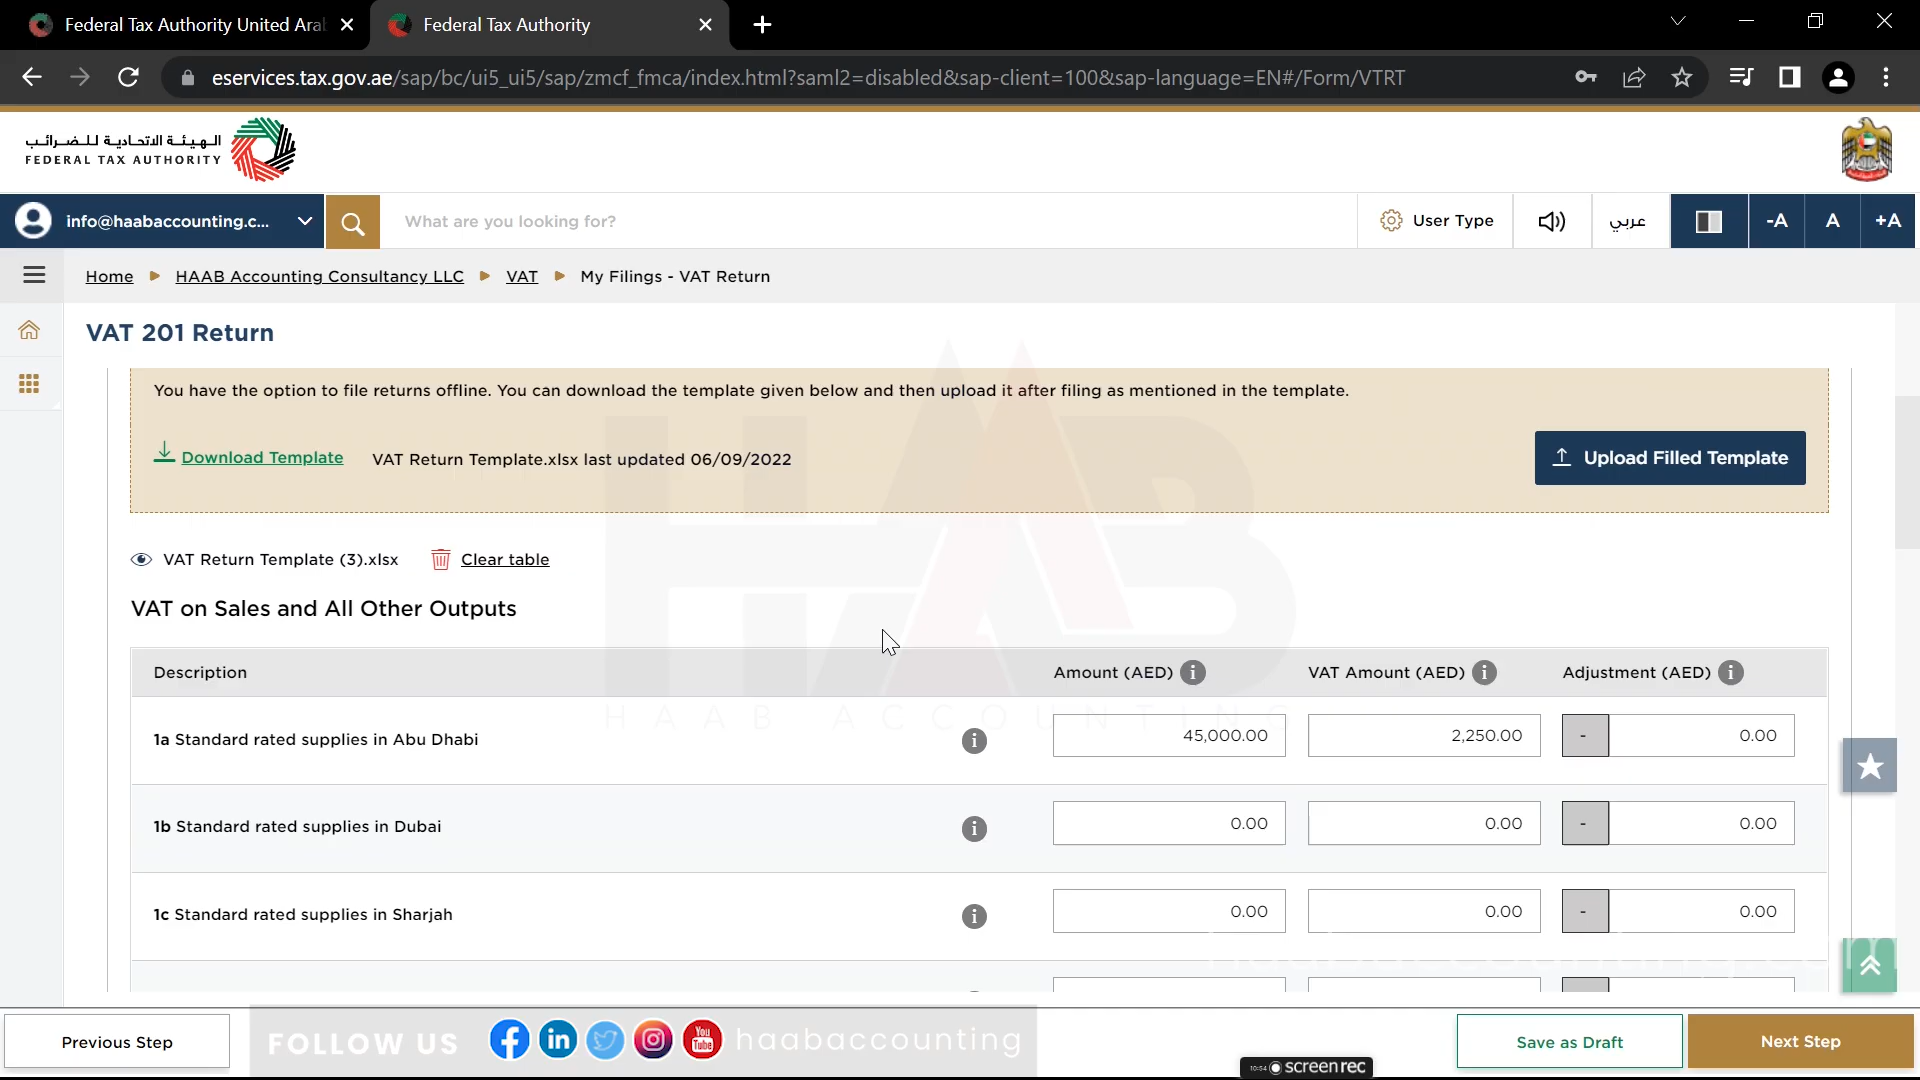 Federal Tax Authority United Ara
Federal Tax Authority
eservices.tax.gov.ae/sap/bc/ui5_ui5/sap/zmcf_fmca/index.html?saml2=disabled&sap-client=100&sap-language=EN#/Form/VTRT
الهيئة الاتحادية للضرائب
FEDERAL TAX AUTHORITY
info@haabaccounting.c...
What are you looking for?
User Type
عربي
-A
A
+A
Home
HAAB Accounting Consultancy LLC
VAT
My Filings - VAT Return
VAT 201 Return
You have the option to file returns offline. You can download the template given below and then upload it after filing as mentioned in the template.
Download Template
VAT Return Template.xlsx last updated 06/09/2022
Upload Filled Template
VAT Return Template (3).xlsx
Clear table
VAT on Sales and All Other Outputs
HAAB
HAAB ACCOUNTING
Description
Amount (AED)
VAT Amount (AED)
Adjustment (AED)
1a Standard rated supplies in Abu Dhabi
45,000.00
2,250.00
-
0.00
1b Standard rated supplies in Dubai
0.00
0.00
-
0.00
1c Standard rated supplies in Sharjah
0.00
0.00
-
0.00
Previous Step
FOLLOW US
You
Tube
haabaccounting
10:54
screenrec
Save as Draft
Next Step